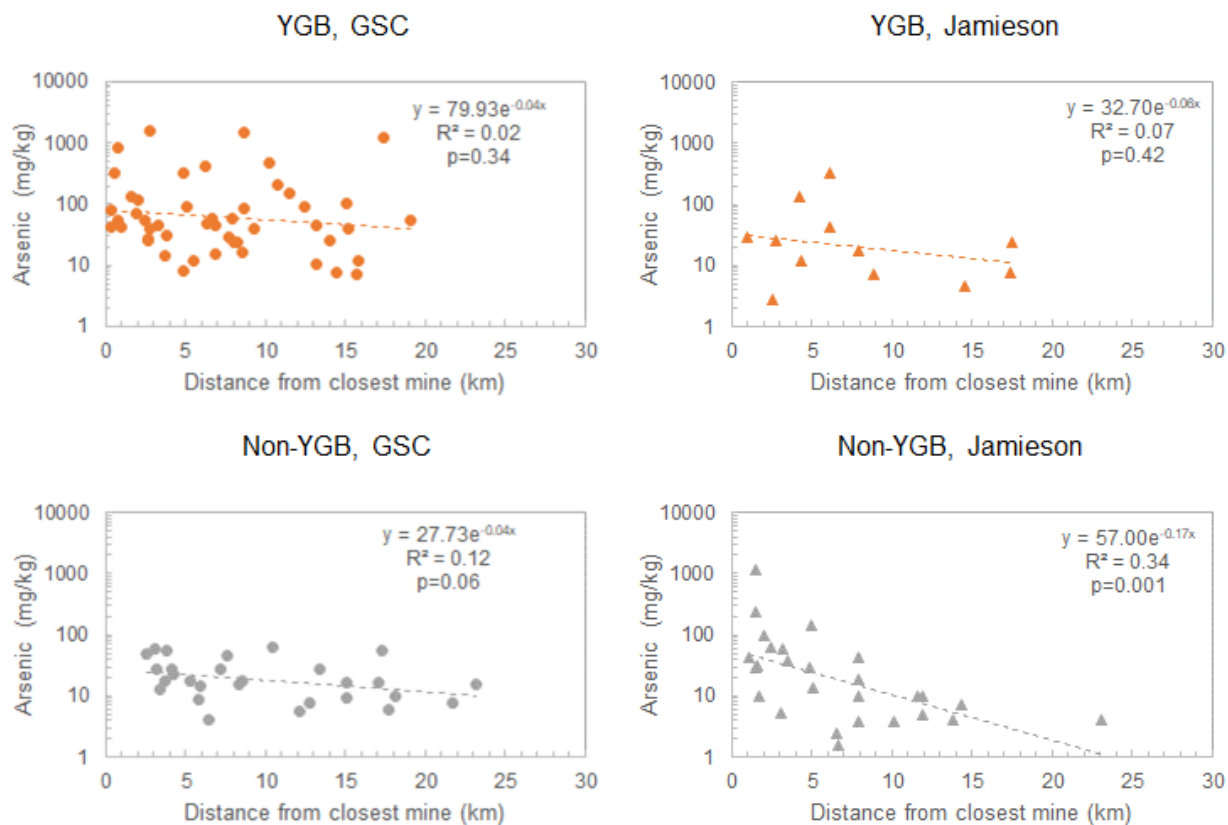 YGB, GSC
10000
1000
100
10
1
Arsenic (mg/kg)
y = 79.93e^-0.04x
R² = 0.02
p=0.34
0 5 10 15 20 25 30
Distance from closest mine (km)
YGB, Jamieson
10000
1000
100
10
1
Arsenic (mg/kg)
y = 32.70e^-0.06x
R² = 0.07
p=0.42
0 5 10 15 20 25 30
Distance from closest mine (km)
Non-YGB, GSC
10000
1000
100
10
1
Arsenic (mg/kg)
y = 27.73e^-0.04x
R² = 0.12
p=0.06
0 5 10 15 20 25 30
Distance from closest mine (km)
Non-YGB, Jamieson
10000
1000
100
10
1
Arsenic (mg/kg)
y = 57.00e^-0.17x
R² = 0.34
p=0.001
0 5 10 15 20 25 30
Distance from closest mine (km)